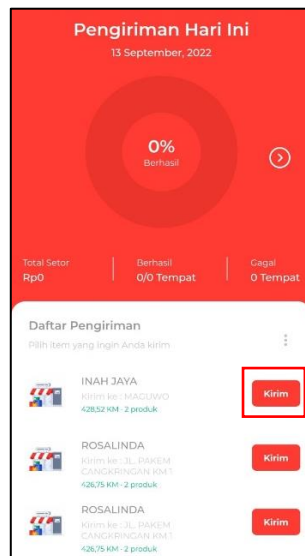 Pengiriman Hari Ini
13 September, 2022
0%
Berhasil
Total Setor
Berhasil
Gagal
Rp0
0/0 Tempat
0 Tempat
Daftar Pengiriman
Pilih item yang ingin Anda kirim
INAH JAYA
Kirim ke : MAGUWO
428,52 KM - 2 produk
Kirim
ROSALINDA
Kirim ke : JL. PAKEM
CANGKRINGAN KM.1
426,75 KM - 2 produk
Kirim
ROSALINDA
Kirim ke : JL. PAKEM
CANGKRINGAN KM.1
426,75 KM - 2 produk
Kirim